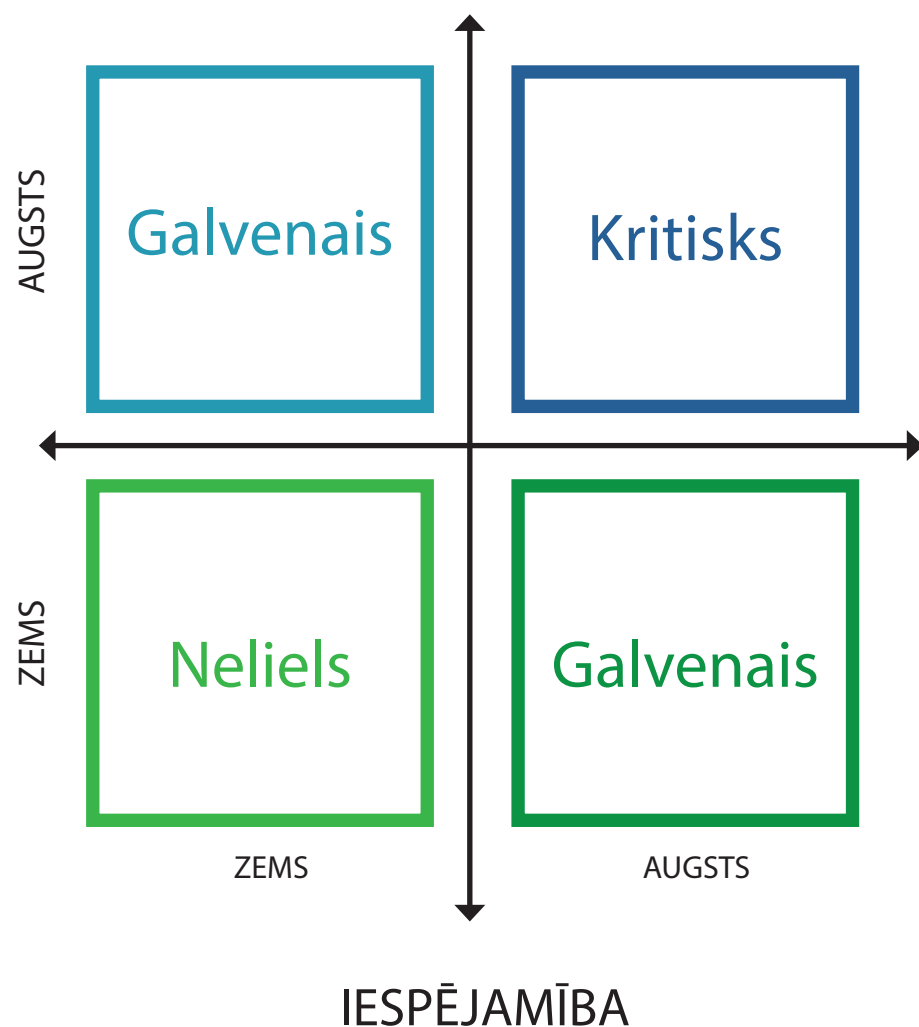 AUGSTS
Galvenais
Kritisks
ZEMS
Neliels
Galvenais
ZEMS
AUGSTS
IESPĒJAMĪBA